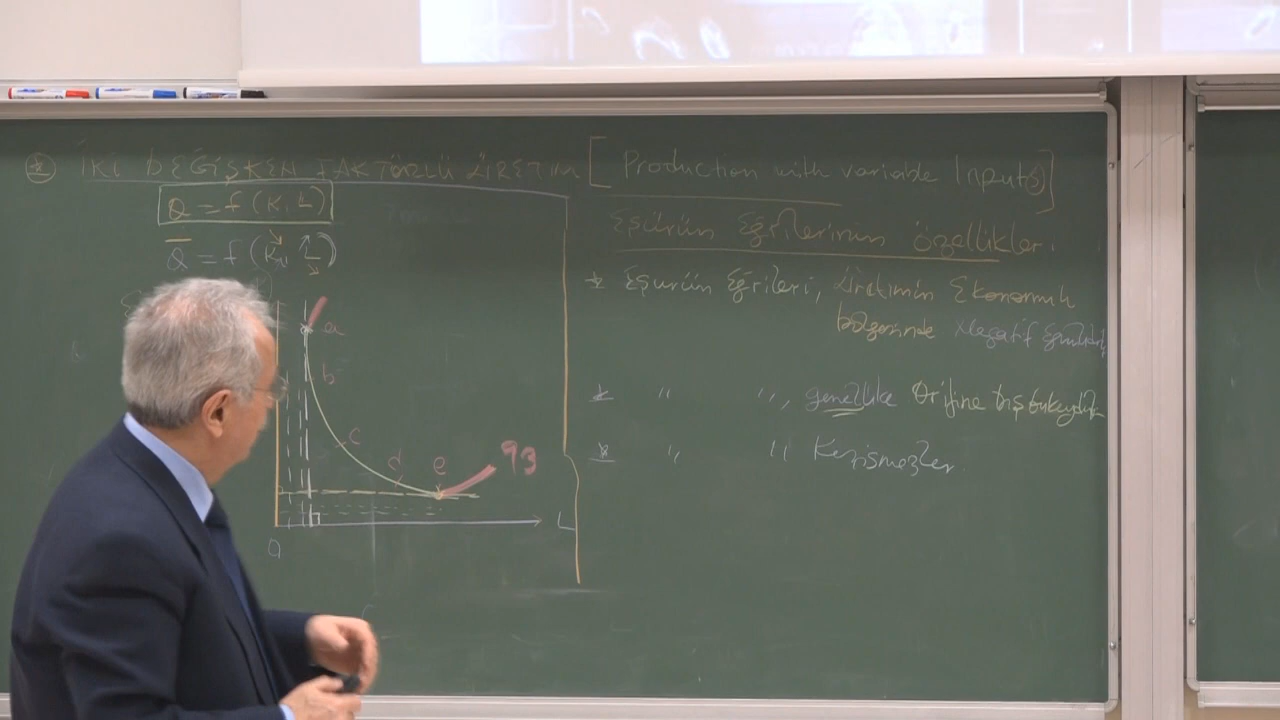 ② İKİ DEĞİŞKEN FAKTÖRLÜ ÜRETİM [Production with variable Input(s)]
Q = f(K, L)
Q̅ = f(K, L)
a
b
c
d
e
q3
L
0
Eşürün Eğrilerinin Özellikleri
* Eşürün Eğrileri, Üretimin Ekonomik
bölgesinde Negatif Eğimlidir
* " ", genellikle Orijine Dışbükeydir
* " " Kesişmezler.